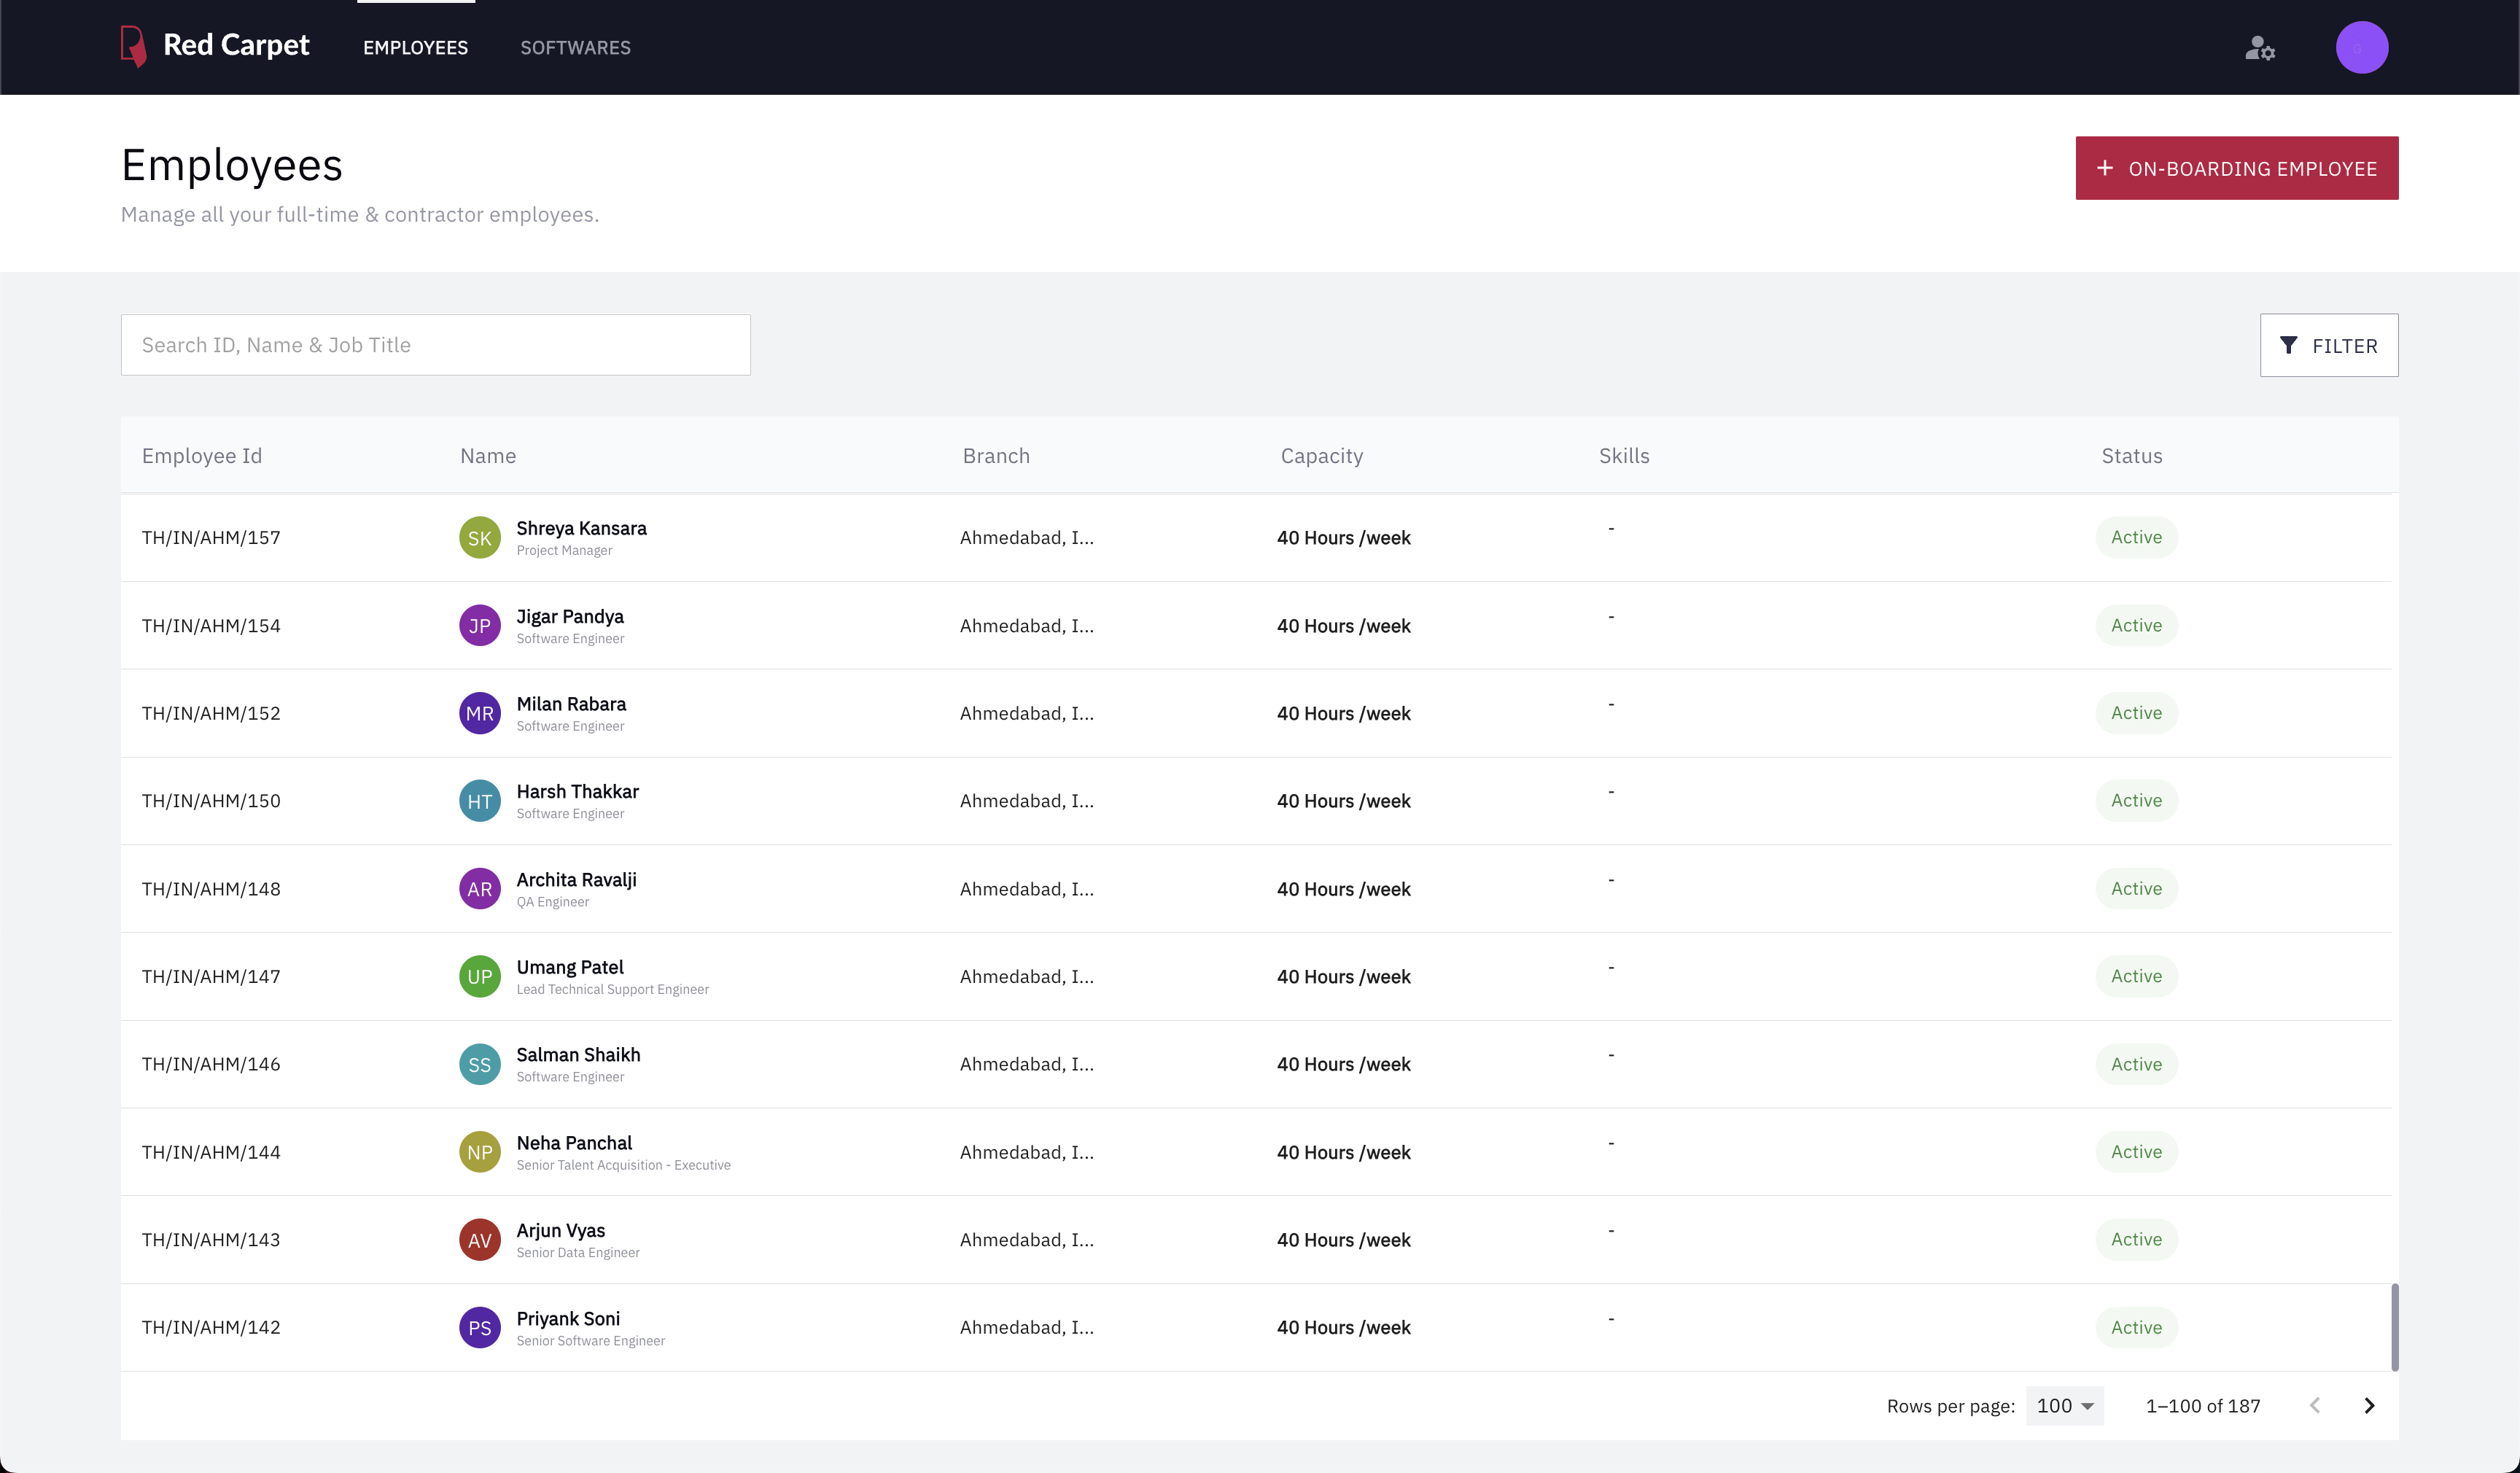 Red Carpet EMPLOYEES SOFTWARES
Employees
Manage all your full-time & contractor employees.
+ ON-BOARDING EMPLOYEE
Search ID, Name & Job Title
FILTER
Employee Id Name Branch Capacity Skills Status
TH/IN/AHM/157 SK Shreya Kansara Ahmedabad, I... 40 Hours /week - Active
Project Manager
TH/IN/AHM/154 JP Jigar Pandya Ahmedabad, I... 40 Hours /week - Active
Software Engineer
TH/IN/AHM/152 MR Milan Rabara Ahmedabad, I... 40 Hours /week - Active
Software Engineer
TH/IN/AHM/150 HT Harsh Thakkar Ahmedabad, I... 40 Hours /week - Active
Software Engineer
TH/IN/AHM/148 AR Archita Ravalji Ahmedabad, I... 40 Hours /week - Active
QA Engineer
TH/IN/AHM/147 UP Umang Patel Ahmedabad, I... 40 Hours /week - Active
Lead Technical Support Engineer
TH/IN/AHM/146 SS Salman Shaikh Ahmedabad, I... 40 Hours /week - Active
Software Engineer
TH/IN/AHM/144 NP Neha Panchal Ahmedabad, I... 40 Hours /week - Active
Senior Talent Acquisition - Executive
TH/IN/AHM/143 AV Arjun Vyas Ahmedabad, I... 40 Hours /week - Active
Senior Data Engineer
TH/IN/AHM/142 PS Priyank Soni Ahmedabad, I... 40 Hours /week - Active
Senior Software Engineer
Rows per page: 100 1–100 of 187